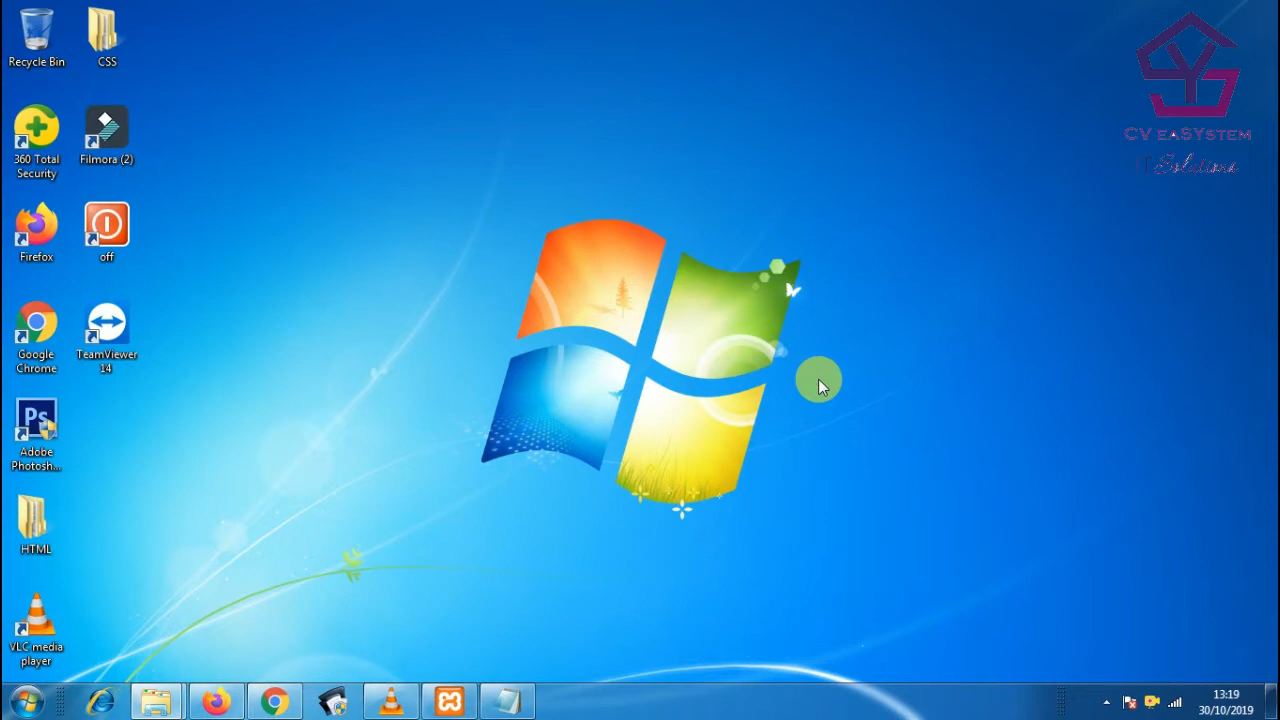 Recycle Bin
CSS
360 Total
Security
Filmora (2)
Firefox
off
Google
Chrome
TeamViewer
14
Ps
Adobe
Photosh...
HTML
VLC media
player
CV eaSYstem
IT Solutions
13:19
30/10/2019